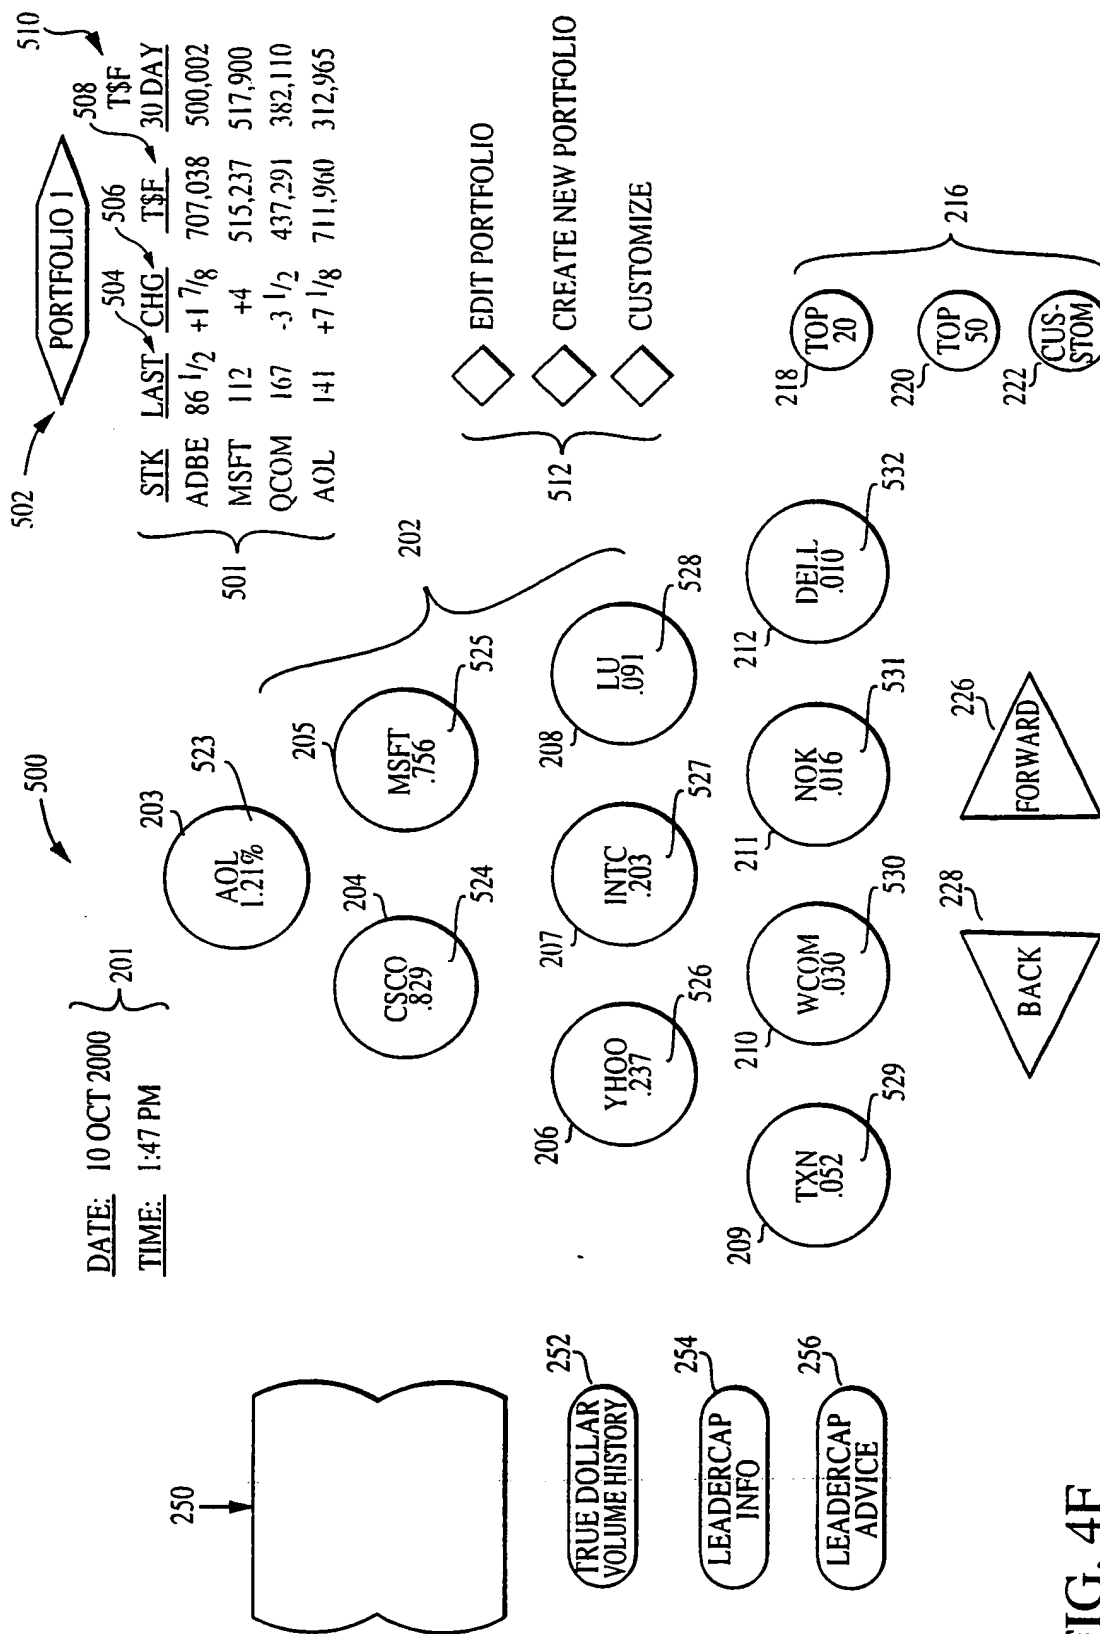 500
DATE: 10 OCT 2000
TIME: 1:47 PM
201
502
PORTFOLIO 1
504
506
508
510
T$F
STK LAST CHG T$F 30 DAY
ADBE 86 1/2 +1 7/8 707,038 500,002
MSFT 112 +4 515,237 517,900
QCOM 167 -3 1/2 437,291 382,110
AOL 141 +7 1/8 711,960 312,965
501
250
203
AOL
1.21%
523
202
204
CSCO
.829
524
205
MSFT
.756
525
512
EDIT PORTFOLIO
CREATE NEW PORTFOLIO
CUSTOMIZE
252
TRUE DOLLAR
VOLUME HISTORY
206
YHOO
.237
526
207
INTC
.203
527
208
LU
.091
528
254
LEADERCAP
INFO
256
LEADERCAP
ADVICE
209
TXN
.052
529
210
WCOM
.030
530
211
NOK
.016
531
212
DELL
.010
532
218
TOP
20
220
TOP
50
222
CUS-
TOM
216
228
BACK
226
FORWARD
FIG. 4F